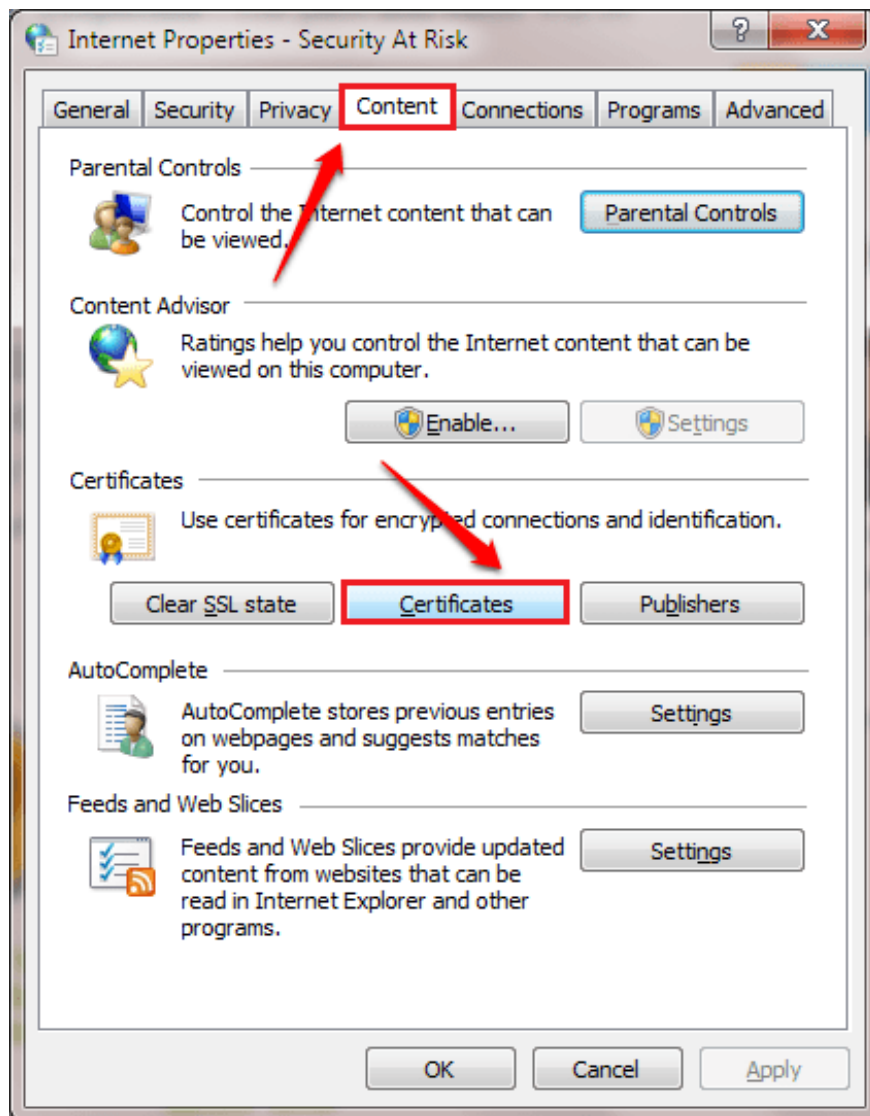 Internet Properties - Security At Risk
General Security Privacy Content Connections Programs Advanced
Parental Controls
Control the Internet content that can
be viewed.
Parental Controls
Content Advisor
Ratings help you control the Internet content that can be
viewed on this computer.
Enable... Settings
Certificates
Use certificates for encrypted connections and identification.
Clear SSL state Certificates Publishers
AutoComplete
AutoComplete stores previous entries
on webpages and suggests matches
for you.
Settings
Feeds and Web Slices
Feeds and Web Slices provide updated
content from websites that can be
read in Internet Explorer and other
programs.
Settings
OK Cancel Apply